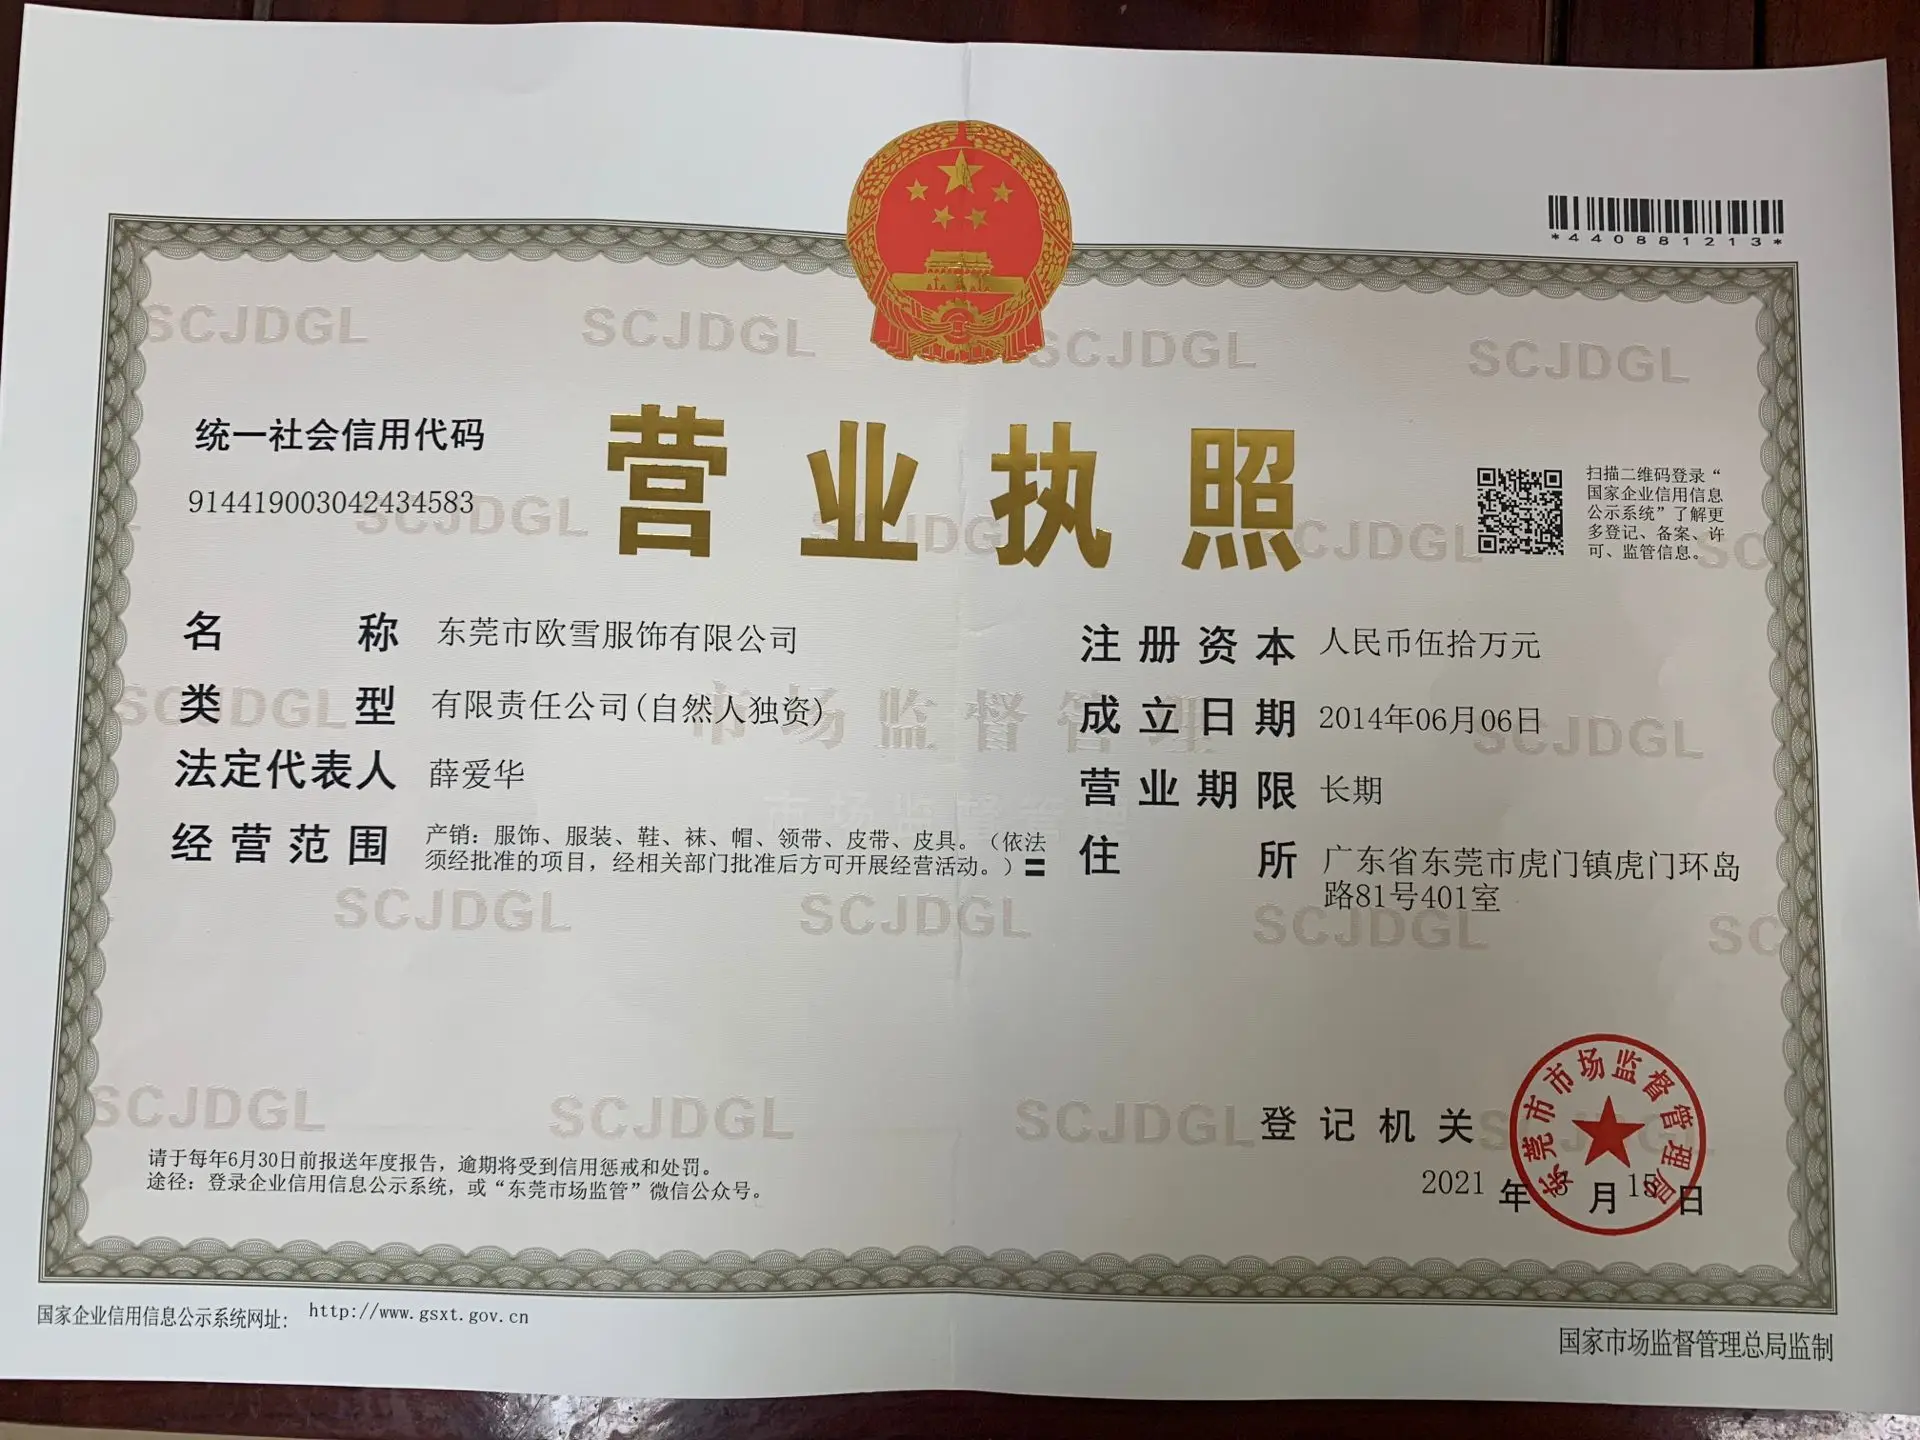 *440881213*
营业执照
统一社会信用代码
914419003042434583
扫描二维码登录“
国家企业信用信息
公示系统”了解更
多登记、备案、许
可、监管信息。
名称 东莞市欧雪服饰有限公司
类型 有限责任公司(自然人独资)
法定代表人 薛爱华
经营范围 产销：服饰、服装、鞋、袜、帽、领带、皮带、皮具。（依法
须经批准的项目，经相关部门批准后方可开展经营活动。）
注册资本 人民币伍拾万元
成立日期 2014年06月06日
营业期限 长期
住所 广东省东莞市虎门镇虎门环岛
路81号401室
登记机关
东莞市市场监督管理局
2021年 月15日
请于每年6月30日前报送年度报告，逾期将受到信用惩戒和处罚。
途径：登录企业信用信息公示系统，或“东莞市场监管”微信公众号。
国家企业信用信息公示系统网址： http://www.gsxt.gov.cn
国家市场监督管理总局监制
SCJDGL
市场监督管理